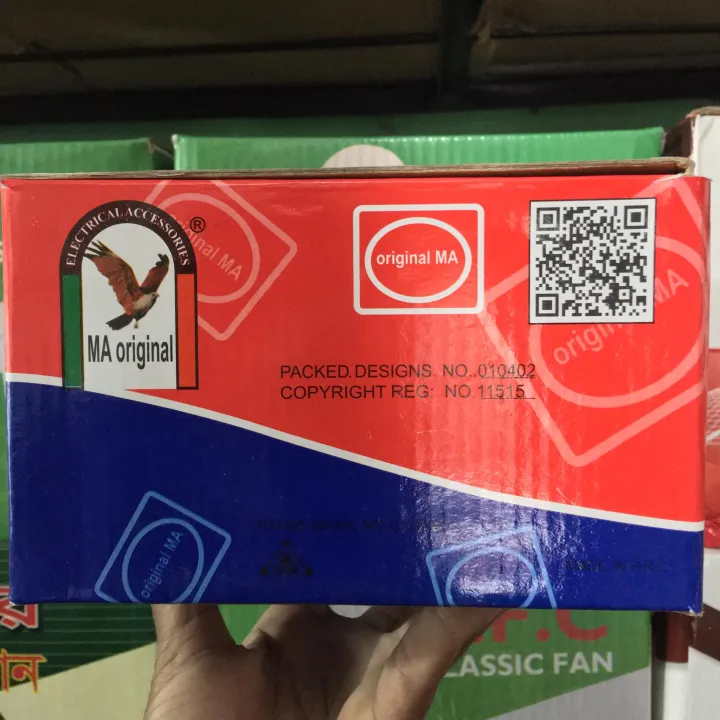 ELECTRICAL ACCESSORIES ®
MA original
original MA
original MA
original MA
PACKED. DESIGNS. NO. 010402
COPYRIGHT REG: NO 11515
original MA
original MA
LASSIC FAN